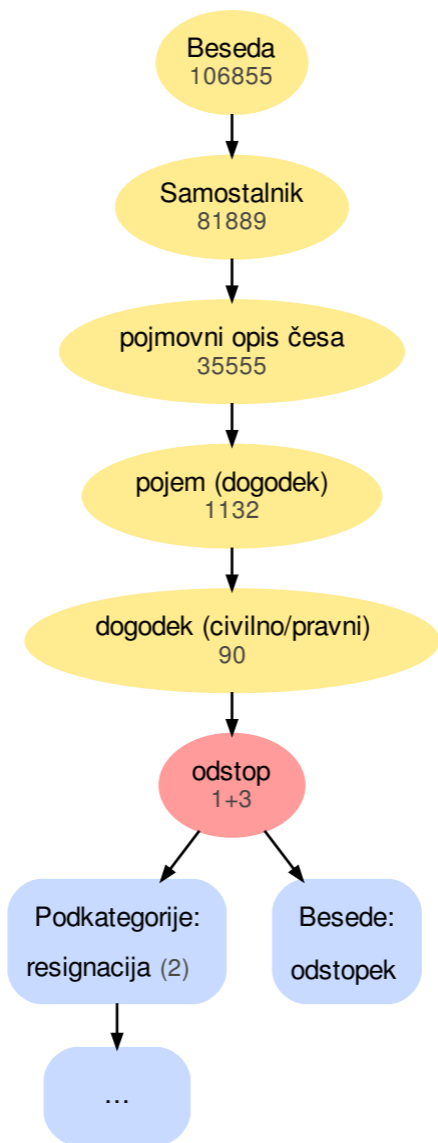 Beseda
106855
Samostalnik
81889
pojmovni opis česa
35555
pojem (dogodek)
1132
dogodek (civilno/pravni)
90
odstop
1+3
Podkategorije:
resignacija (2)
Besede:
odstopek
...